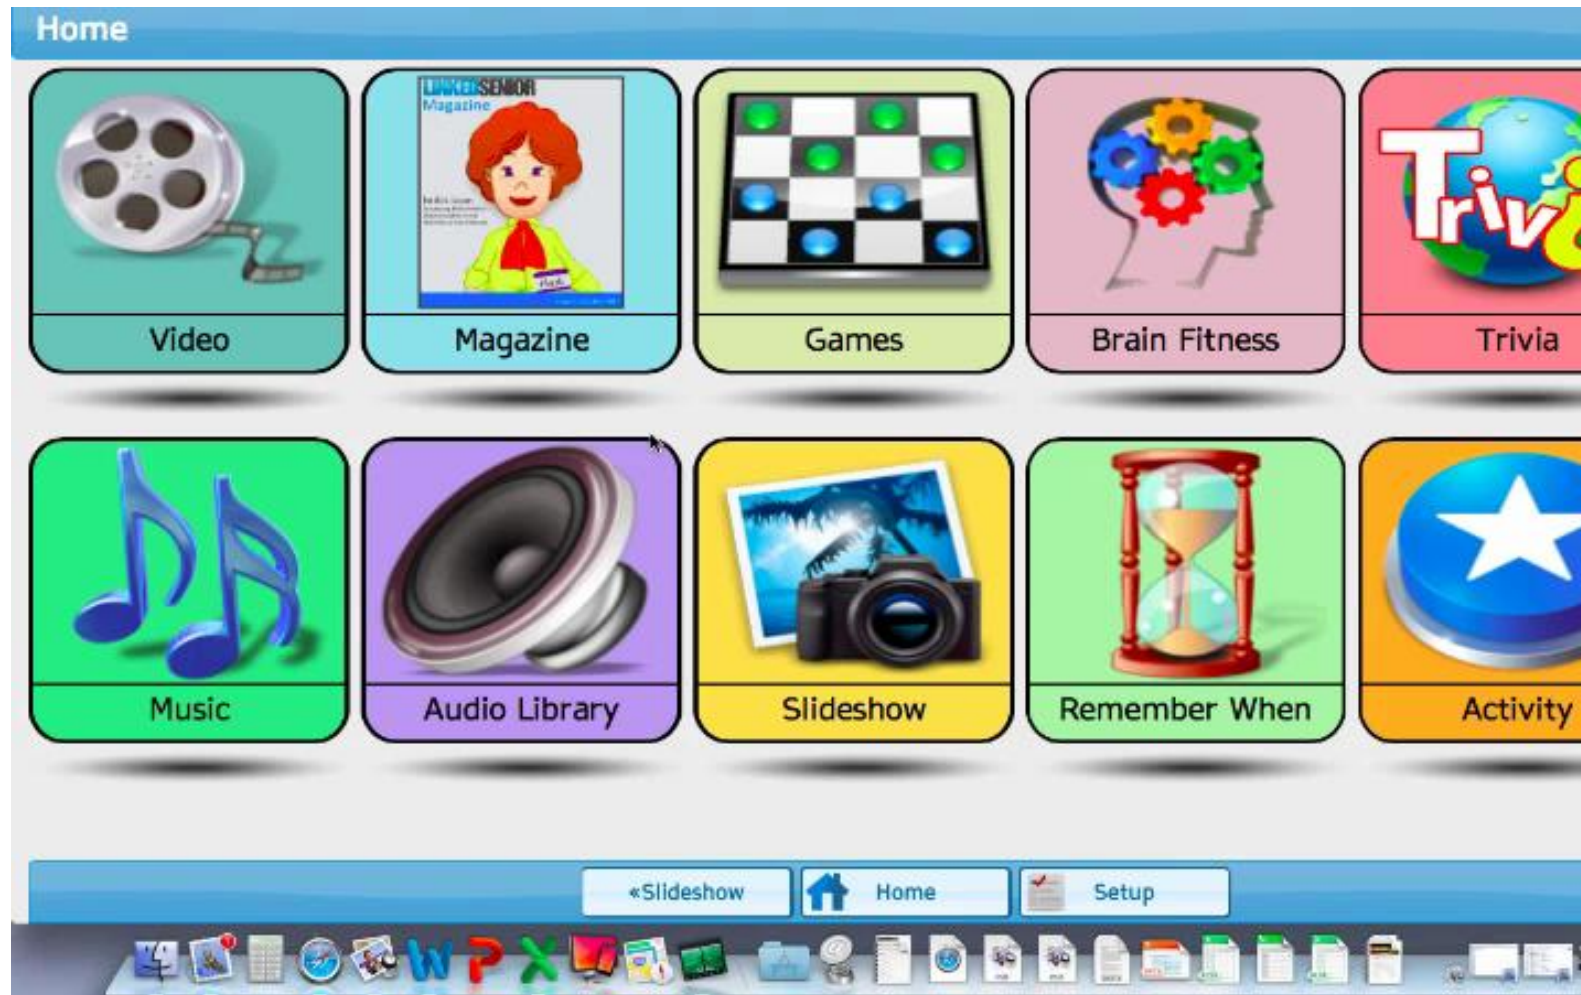 Home
LINKEDSENIOR
Magazine
Trivi
Video
Magazine
Games
Brain Fitness
Trivia
Music
Audio Library
Slideshow
Remember When
Activity
«Slideshow
Home
Setup